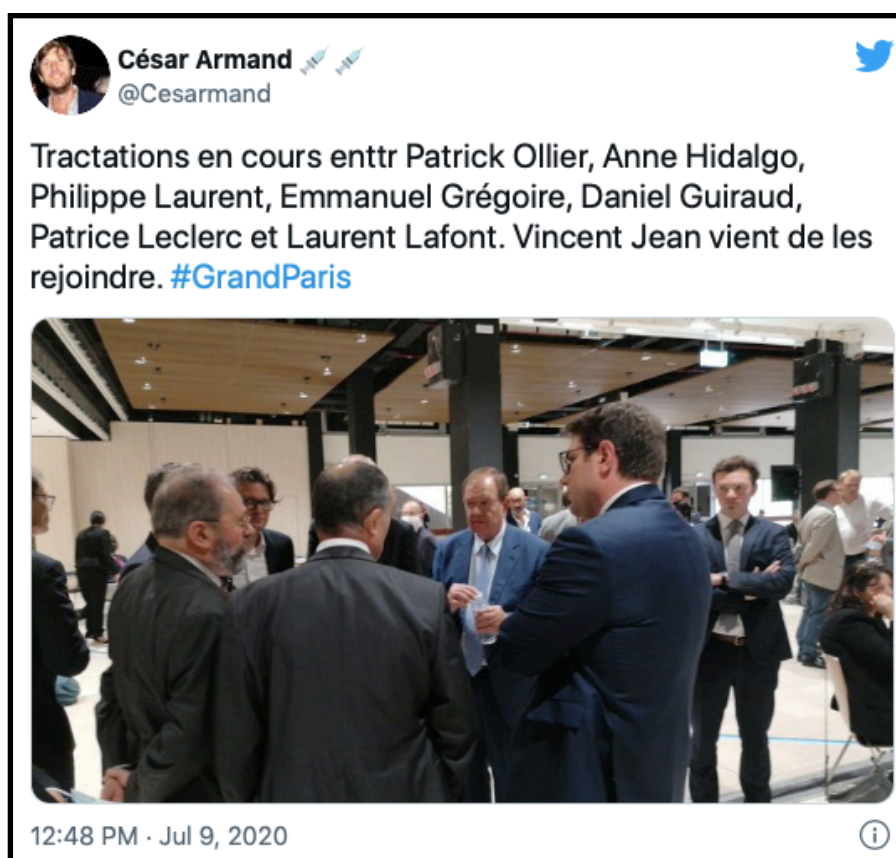 César Armand 💉 💉
@Cesarmand
Tractations en cours enttr Patrick Ollier, Anne Hidalgo,
Philippe Laurent, Emmanuel Grégoire, Daniel Guiraud,
Patrice Leclerc et Laurent Lafont. Vincent Jean vient de les
rejoindre. #GrandParis
12:48 PM · Jul 9, 2020